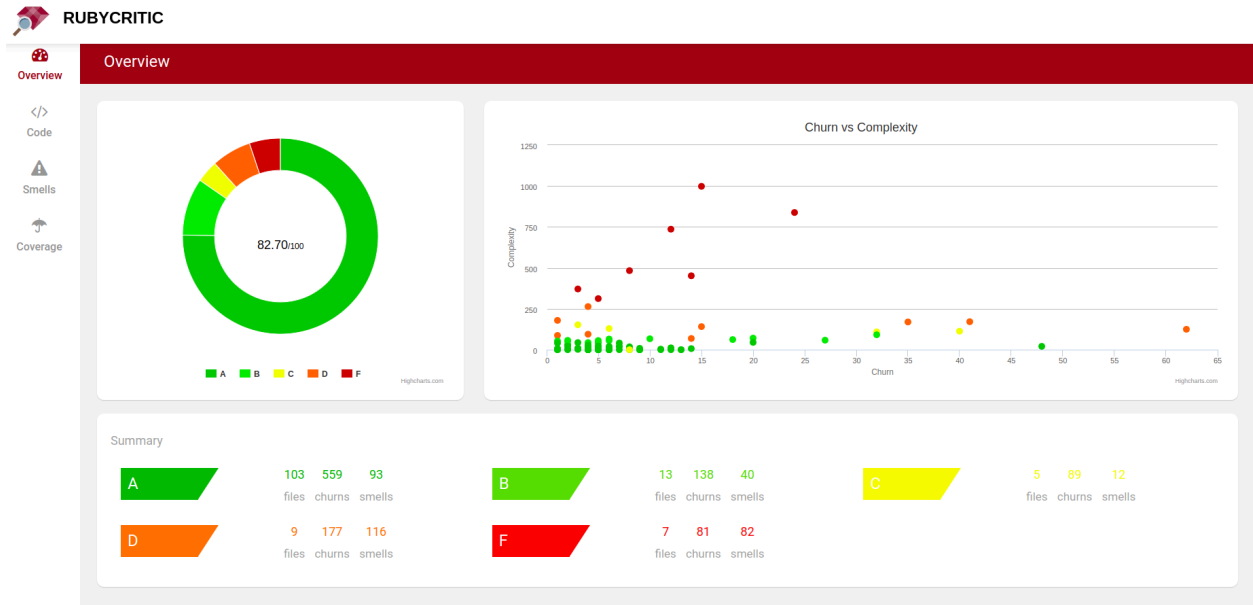 RUBYCRITIC
Overview
Code
Smells
Coverage
Overview
82.70/100
A B C D F
Highcharts.com
Churn vs Complexity
Complexity
1250
1000
750
500
250
0
0 5 10 15 20 25 30 35 40 45 50 55 60 65
Churn
Highcharts.com
Summary
A 103 files 559 churns 93 smells
B 13 files 138 churns 40 smells
C 5 files 89 churns 12 smells
D 9 files 177 churns 116 smells
F 7 files 81 churns 82 smells